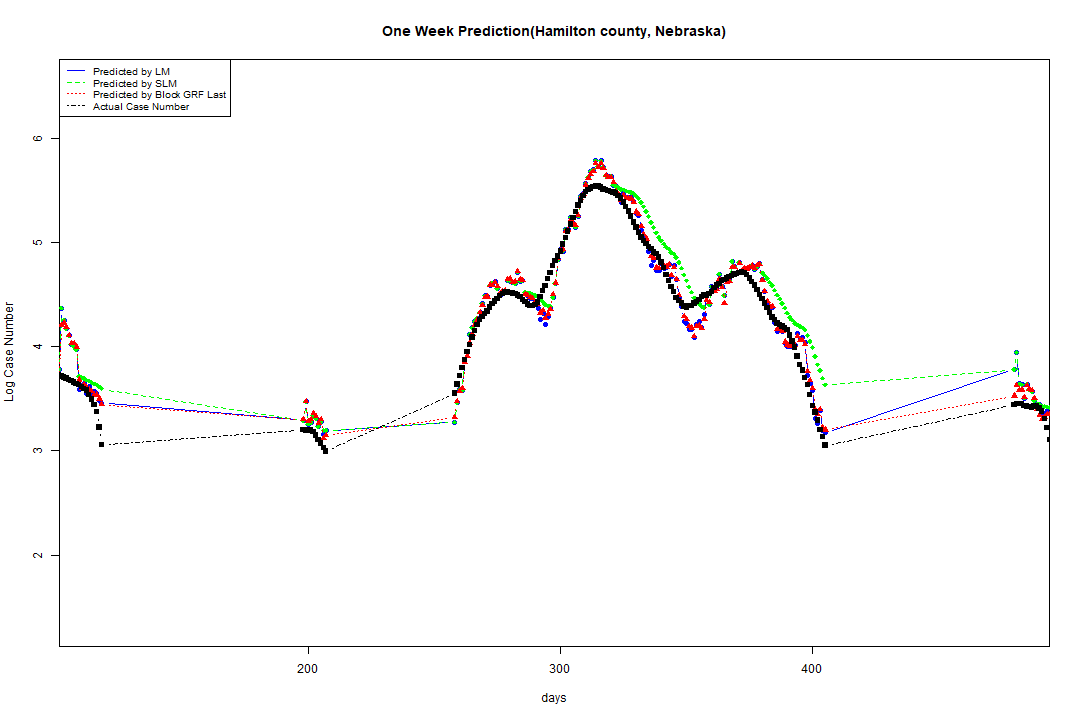 One Week Prediction(Hamilton county, Nebraska)
Predicted by LM
Predicted by SLM
Predicted by Block GRF Last
Actual Case Number
6
5
4
3
2
Log Case Number
200
300
400
days